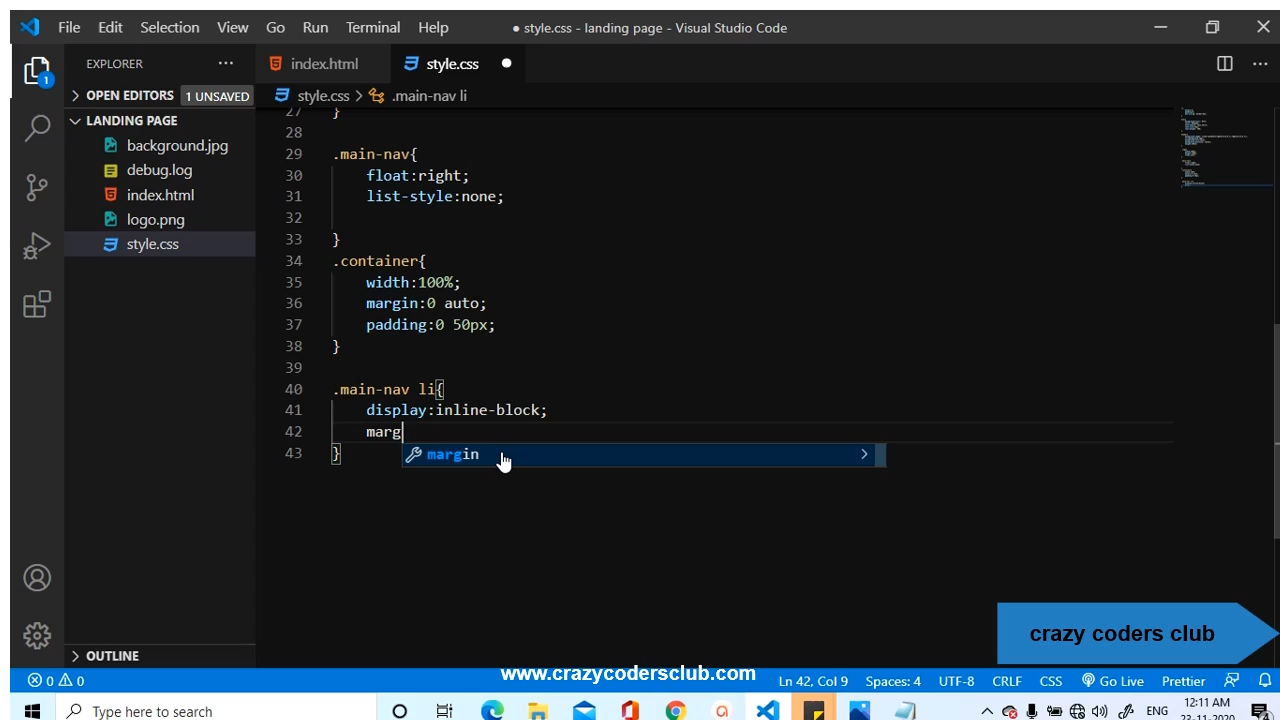 File Edit Selection View Go Run Terminal Help
● style.css - landing page - Visual Studio Code
EXPLORER ···
index.html
style.css ●
1
OPEN EDITORS 1 UNSAVED
style.css > .main-nav li
LANDING PAGE
background.jpg
debug.log
index.html
logo.png
style.css
27 }
28
29 .main-nav{
30 float:right;
31 list-style:none;
32
33 }
34 .container{
35 width:100%;
36 margin:0 auto;
37 padding:0 50px;
38 }
39
40 .main-nav li{
41 display:inline-block;
42 marg
43 }
margin
OUTLINE
crazy coders club
www.crazycodersclub.com
0 0 Ln 42, Col 9 Spaces: 4 UTF-8 CRLF CSS Go Live Prettier
Type here to search
ENG
12:11 AM